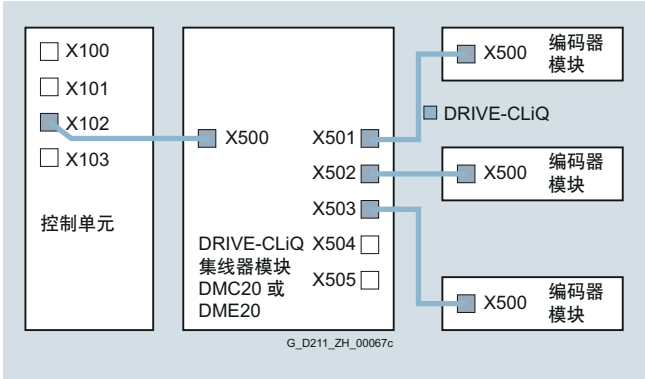 X100
X101
X102
X103
控制单元
X500
X501
X502
X503
DRIVE-CLiQ X504
集线器模块
X505
DMC20 或
DME20
X500
编码器
模块
DRIVE-CLiQ
X500
编码器
模块
X500
编码器
模块
G_D211_ZH_00067c